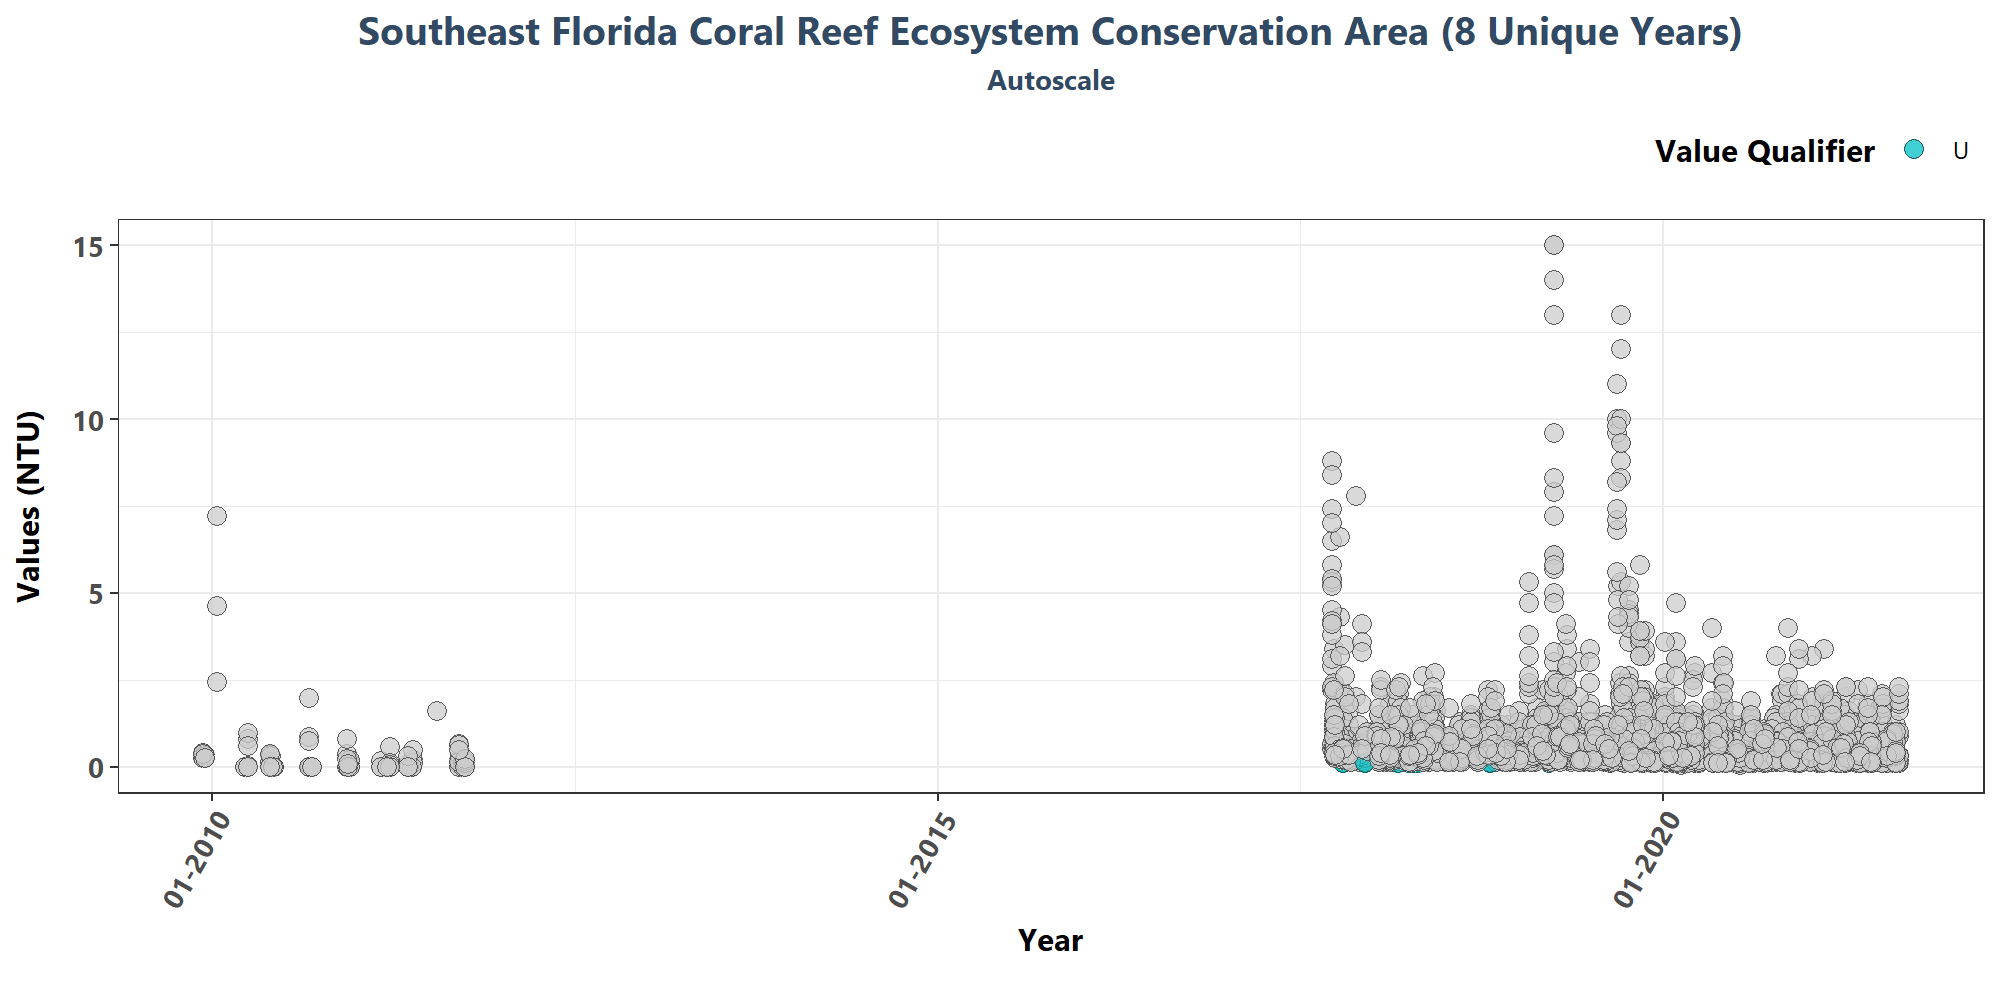 Southeast Florida Coral Reef Ecosystem Conservation Area (8 Unique Years)
Autoscale
Value Qualifier U
15
10
5
0
Values (NTU)
01-2010
01-2015
01-2020
Year